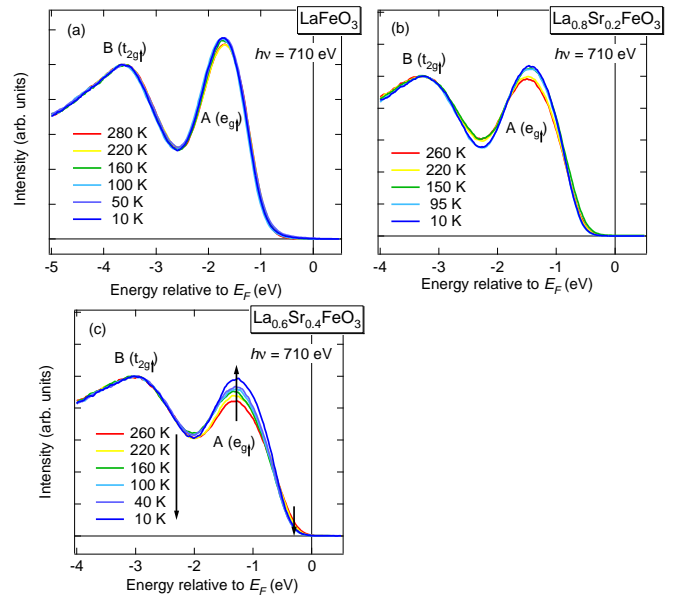 (a)
LaFeO3
B (t2g↑)
hν = 710 eV
A (eg↑)
280 K
220 K
160 K
100 K
50 K
10 K
Intensity (arb. units)
-5 -4 -3 -2 -1 0
Energy relative to EF (eV)
(b)
La0.8Sr0.2FeO3
hν = 710 eV
B (t2g↑)
A (eg↑)
260 K
220 K
150 K
95 K
10 K
Intensity (arb. units)
-4 -3 -2 -1 0
Energy relative to EF (eV)
(c)
La0.6Sr0.4FeO3
B (t2g↑)
hν = 710 eV
A (eg↑)
260 K
220 K
160 K
100 K
40 K
10 K
Intensity (arb. units)
-4 -3 -2 -1 0
Energy relative to EF (eV)